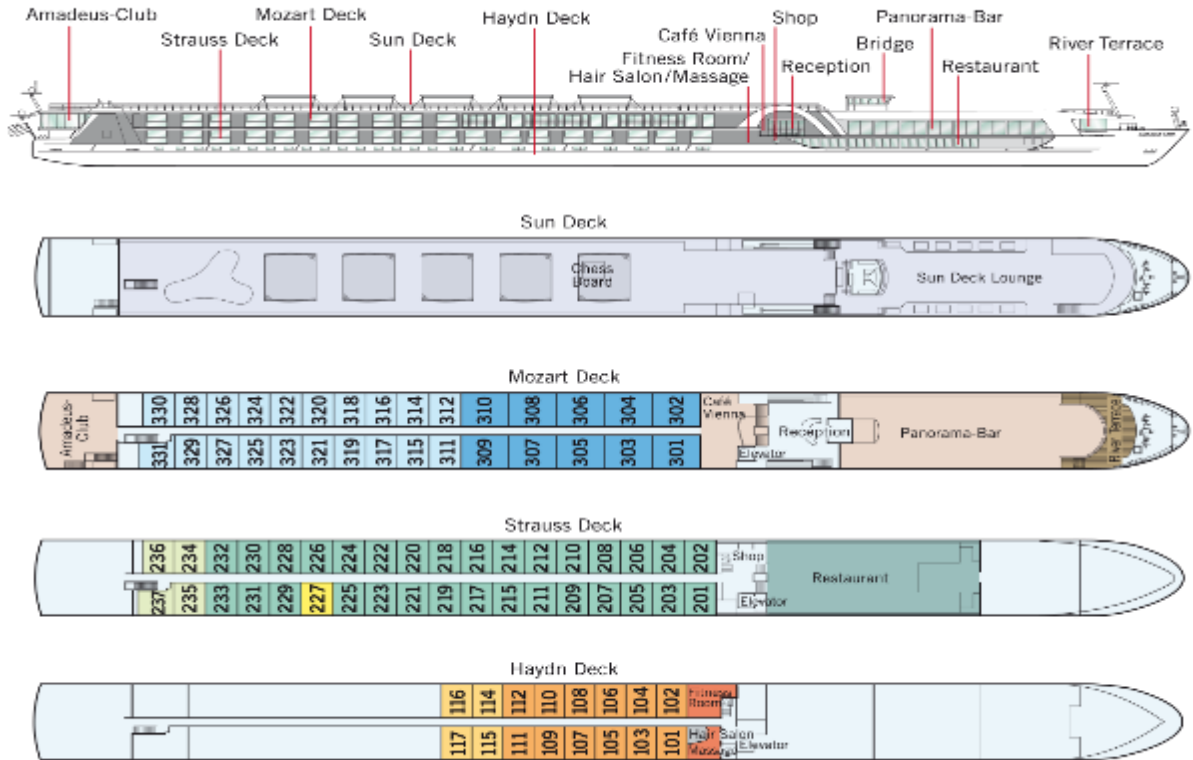 Amadeus-Club
Mozart Deck
Haydn Deck
Shop
Panorama-Bar
Strauss Deck
Sun Deck
Café Vienna
Bridge
River Terrace
Fitness Room/
Hair Salon/Massage
Reception
Restaurant
Sun Deck
Chess
Board
Sun Deck Lounge
Mozart Deck
Amadeus-
Club
330 328 326 324 322 320 318 316 314 312 310 308 306 304 302
331 329 327 325 323 321 319 317 315 311 309 307 305 303 301
Café
Vienna
Reception
Elevator
Panorama-Bar
River Terrace
Strauss Deck
236 234 232 230 228 226 224 222 220 218 216 214 212 210 208 206 204 202
237 235 233 231 229 227 225 223 221 219 217 215 211 209 207 205 203 201
Shop
Elevator
Restaurant
Haydn Deck
116 114 112 110 108 106 104 102
117 115 111 109 107 105 103 101
Fitness
Room
Hair Salon
Massage
Elevator